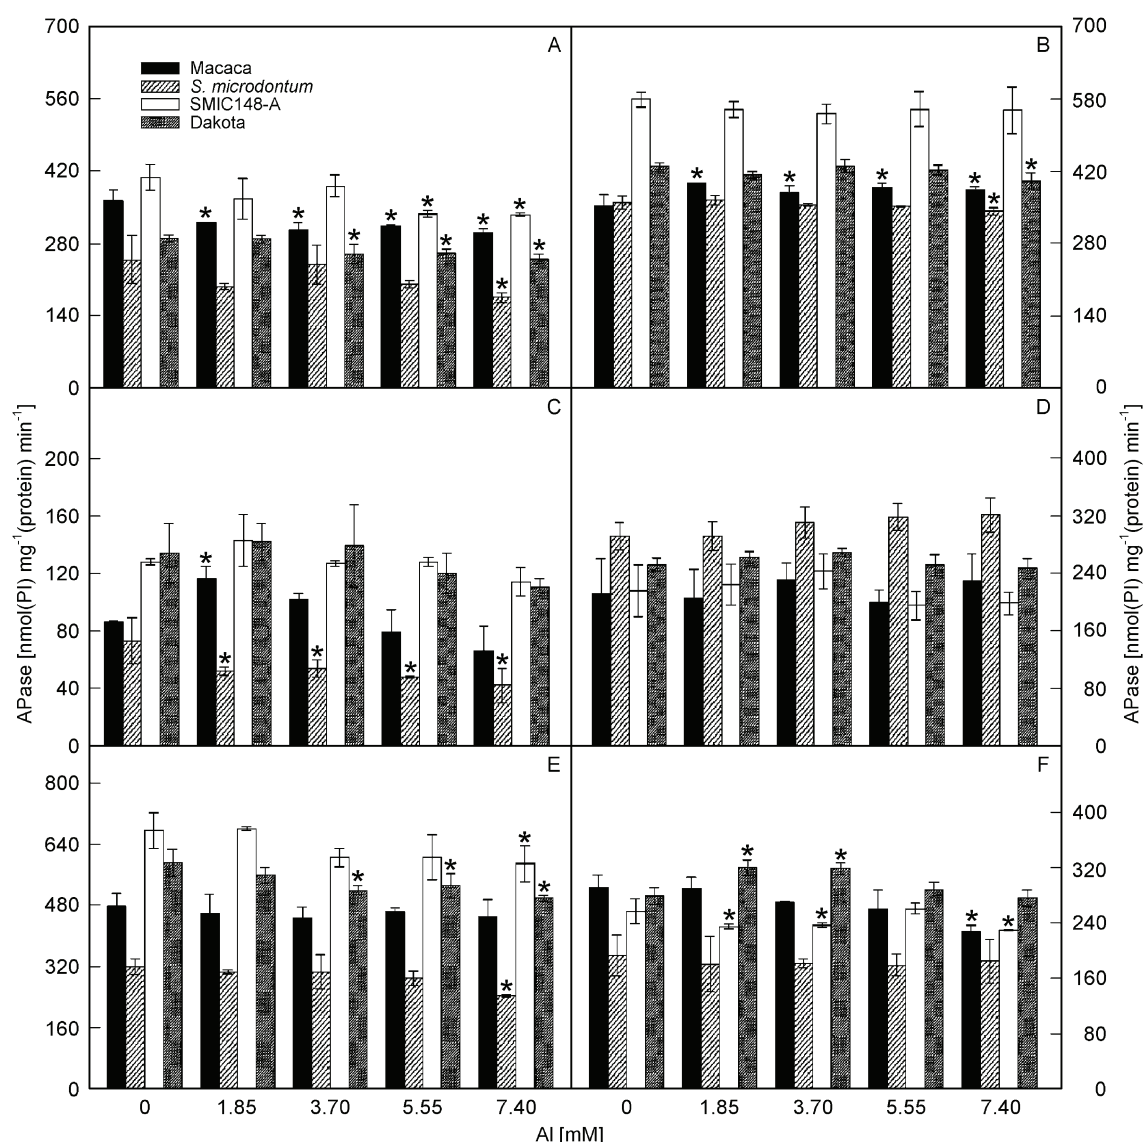 700
560
420
280
140
0
A
Macaca
S. microdontum
SMIC148-A
Dakota
* * * * * * * * * *
B
700
580
420
280
140
0
* * * * * *
C
200
160
120
80
40
0
* * * * *
D
400
320
240
160
80
0
APase [nmol(PI) mg⁻¹(protein) min⁻¹]
APase [nmol(PI) mg⁻¹(protein) min⁻¹]
E
800
640
480
320
160
0
* * * * *
F
400
320
240
160
80
0
* * * * * *
0 1.85 3.70 5.55 7.40
0 1.85 3.70 5.55 7.40
Al [mM]